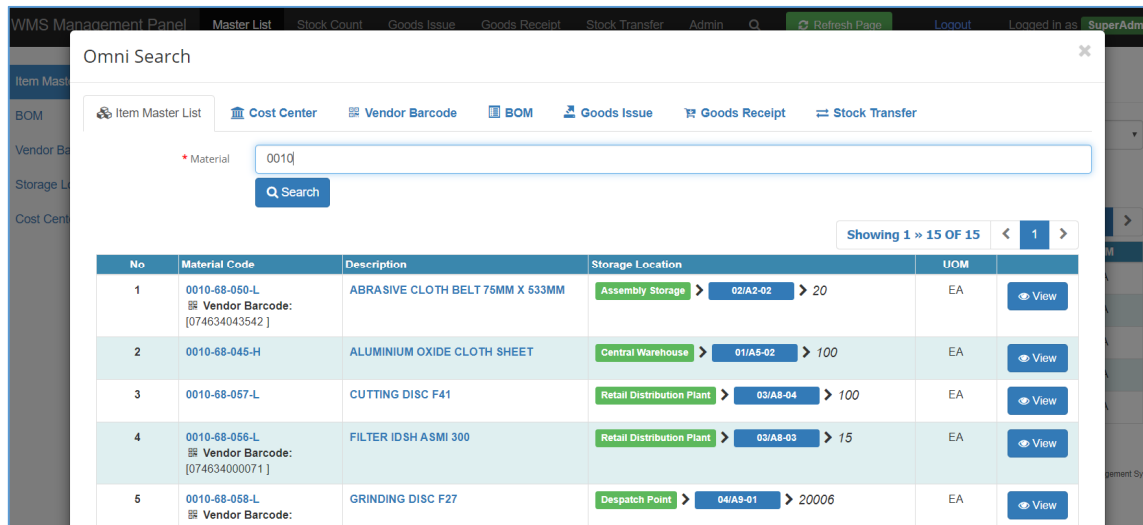 WMS Management Panel Master List Stock Count Goods Issue Goods Receipt Stock Transfer Admin Refresh Page Logout Logged in as SuperAdm
Omni Search ×
Item Mast
BOM
Vendor Ba
Storage Lo
Cost Cent
Item Master List Cost Center Vendor Barcode BOM Goods Issue Goods Receipt Stock Transfer
* Material 0010
Search
Showing 1 » 15 OF 15 1
No Material Code Description Storage Location UOM
1 0010-68-050-L ABRASIVE CLOTH BELT 75MM X 533MM Assembly Storage 02/A2-02 20 EA View
Vendor Barcode:
[074634043542 ]
2 0010-68-045-H ALUMINIUM OXIDE CLOTH SHEET Central Warehouse 01/A5-02 100 EA View
3 0010-68-057-L CUTTING DISC F41 Retail Distribution Plant 03/A8-04 100 EA View
4 0010-68-056-L FILTER IDSH ASMI 300 Retail Distribution Plant 03/A8-03 15 EA View
Vendor Barcode:
[074634000071 ]
5 0010-68-058-L GRINDING DISC F27 Despatch Point 04/A9-01 20006 EA View
Vendor Barcode:
gement Sy